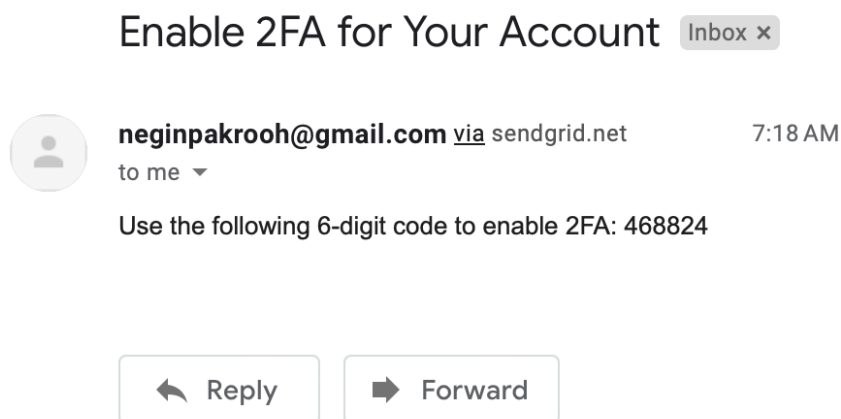 Enable 2FA for Your Account Inbox ×
neginpakrooh@gmail.com via sendgrid.net 7:18 AM
to me
Use the following 6-digit code to enable 2FA: 468824
Reply Forward